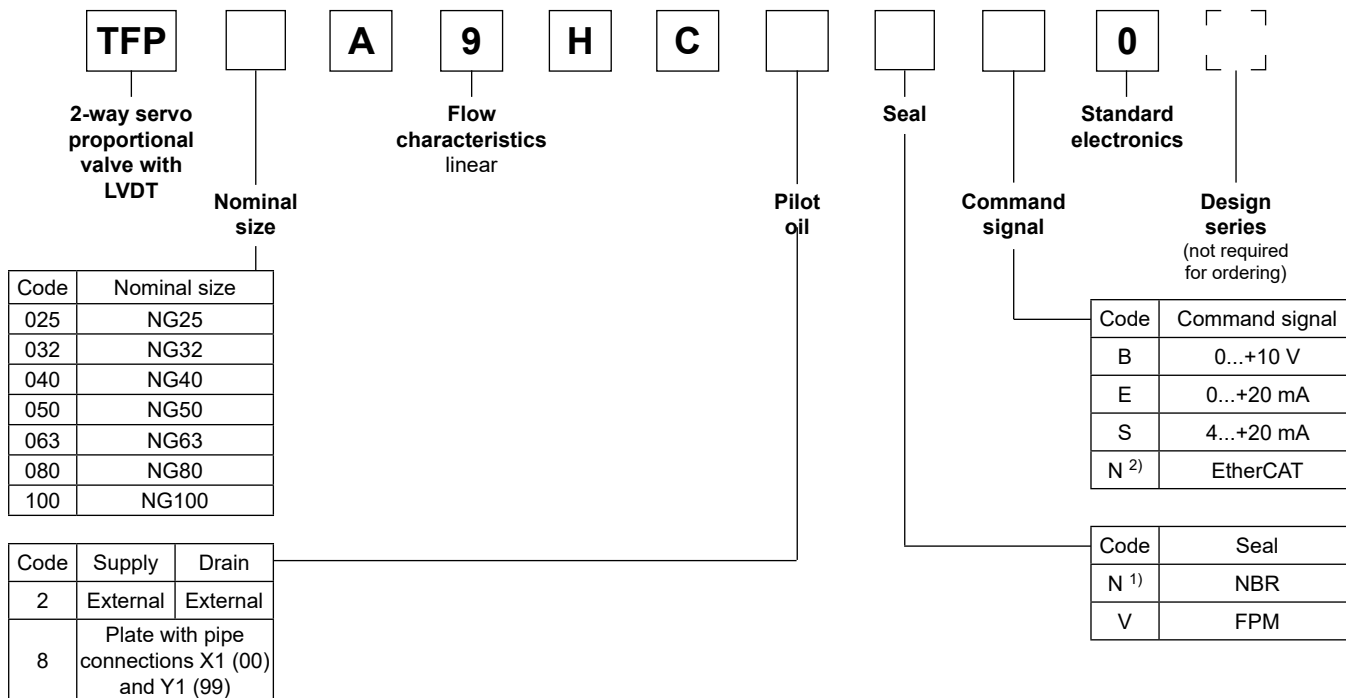 TFP A 9 H C 0
2-way servo
proportional
valve with
LVDT
Flow
characteristics
linear
Seal
Standard
electronics
Nominal
size
Pilot
oil
Command
signal
Design
series
(not required
for ordering)
Code Nominal size
025 NG25
032 NG32
040 NG40
050 NG50
063 NG63
080 NG80
100 NG100
Code Command signal
B 0...+10 V
E 0...+20 mA
S 4...+20 mA
N 2) EtherCAT
Code Supply Drain
2 External External
8 Plate with pipe
connections X1 (00)
and Y1 (99)
Code Seal
N 1) NBR
V FPM